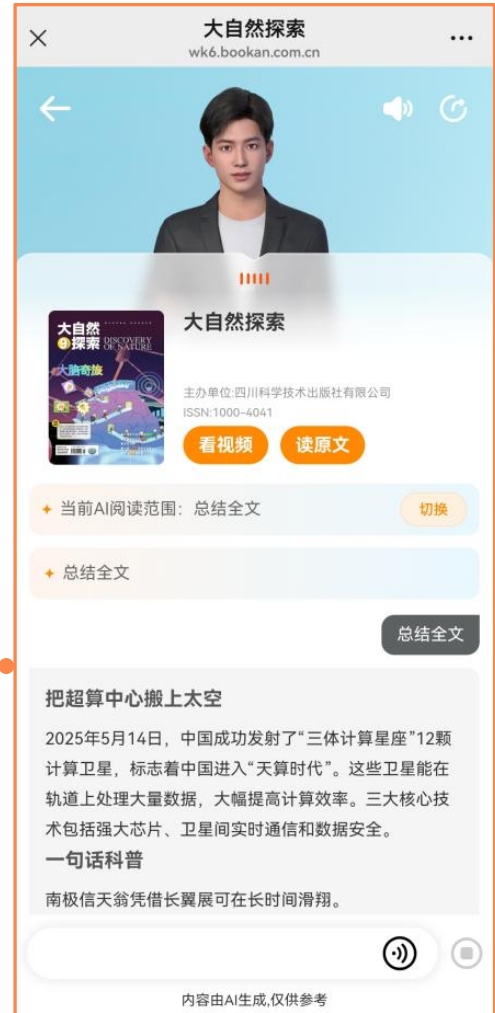 大自然探索
wk6.bookan.com.cn
大自然
9探索 DISCOVERY
OF NATURE
大脑奇旅
大自然探索
主办单位:四川科学技术出版社有限公司
ISSN:1000-4041
看视频 读原文
当前AI阅读范围：总结全文 切换
总结全文
总结全文
把超算中心搬上太空
2025年5月14日，中国成功发射了“三体计算星座”12颗
计算卫星，标志着中国进入“天算时代”。这些卫星能在
轨道上处理大量数据，大幅提高计算效率。三大核心技
术包括强大芯片、卫星间实时通信和数据安全。
一句话科普
南极信天翁凭借长翼展可在长时间滑翔。
内容由AI生成,仅供参考